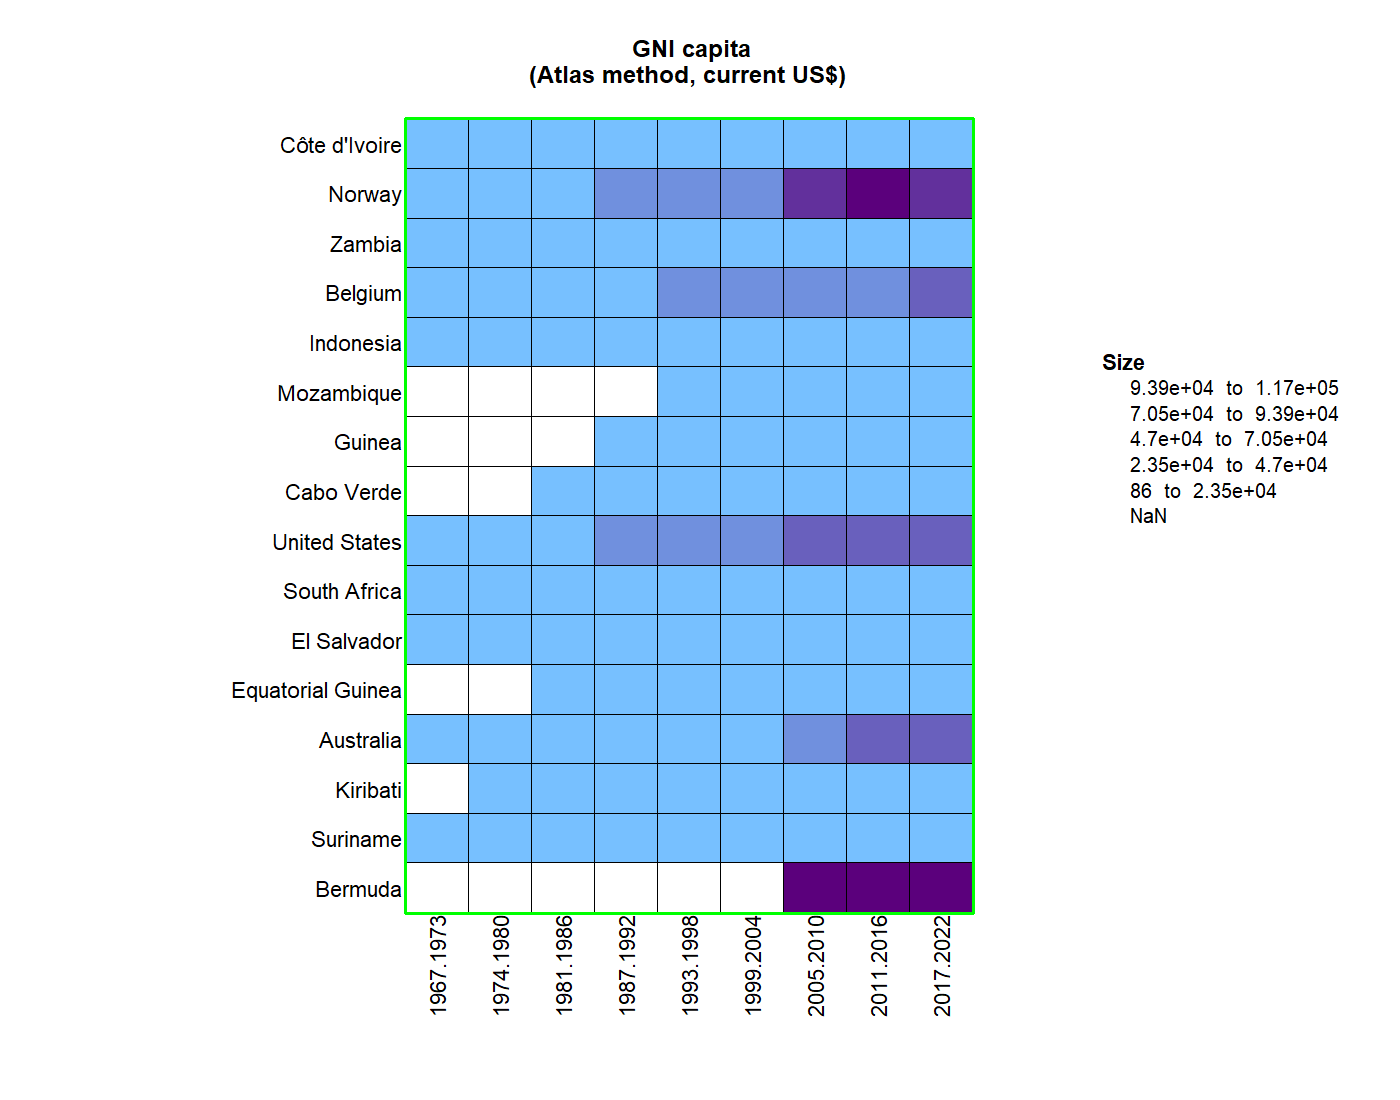 GNI capita
(Atlas method, current US$)
Côte d'Ivoire
Norway
Zambia
Belgium
Indonesia
Mozambique
Guinea
Cabo Verde
United States
South Africa
El Salvador
Equatorial Guinea
Australia
Kiribati
Suriname
Bermuda
1967.1973
1974.1980
1981.1986
1987.1992
1993.1998
1999.2004
2005.2010
2011.2016
2017.2022
Size
9.39e+04 to 1.17e+05
7.05e+04 to 9.39e+04
4.7e+04 to 7.05e+04
2.35e+04 to 4.7e+04
86 to 2.35e+04
NaN